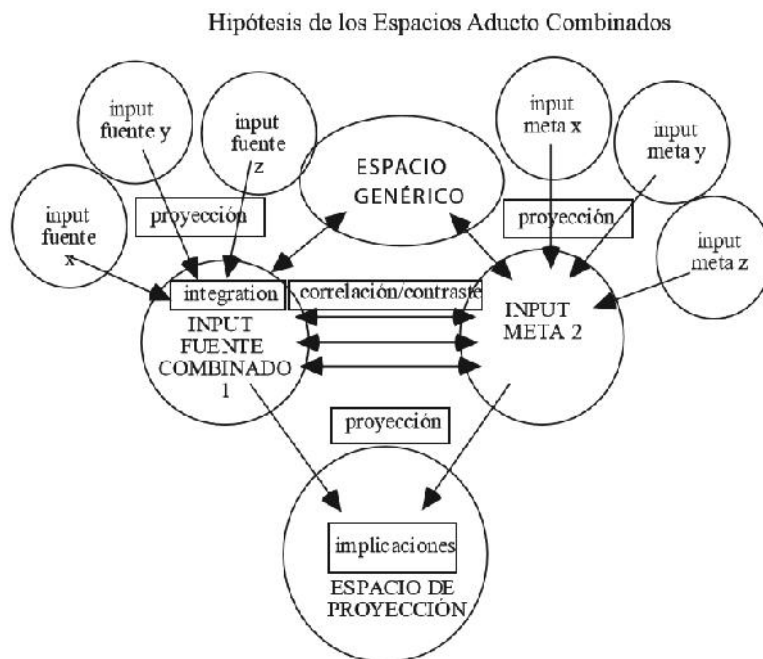 Hipótesis de los Espacios Aducto Combinados
input
fuente y
input
fuente
z
input
meta x
input
meta y
ESPACIO
GENÉRICO
proyección
proyección
input
fuente
x
input
meta z
integration
correlación/contraste
INPUT
FUENTE
COMBINADO
1
INPUT
META 2
proyección
implicaciones
ESPACIO DE
PROYECCIÓN